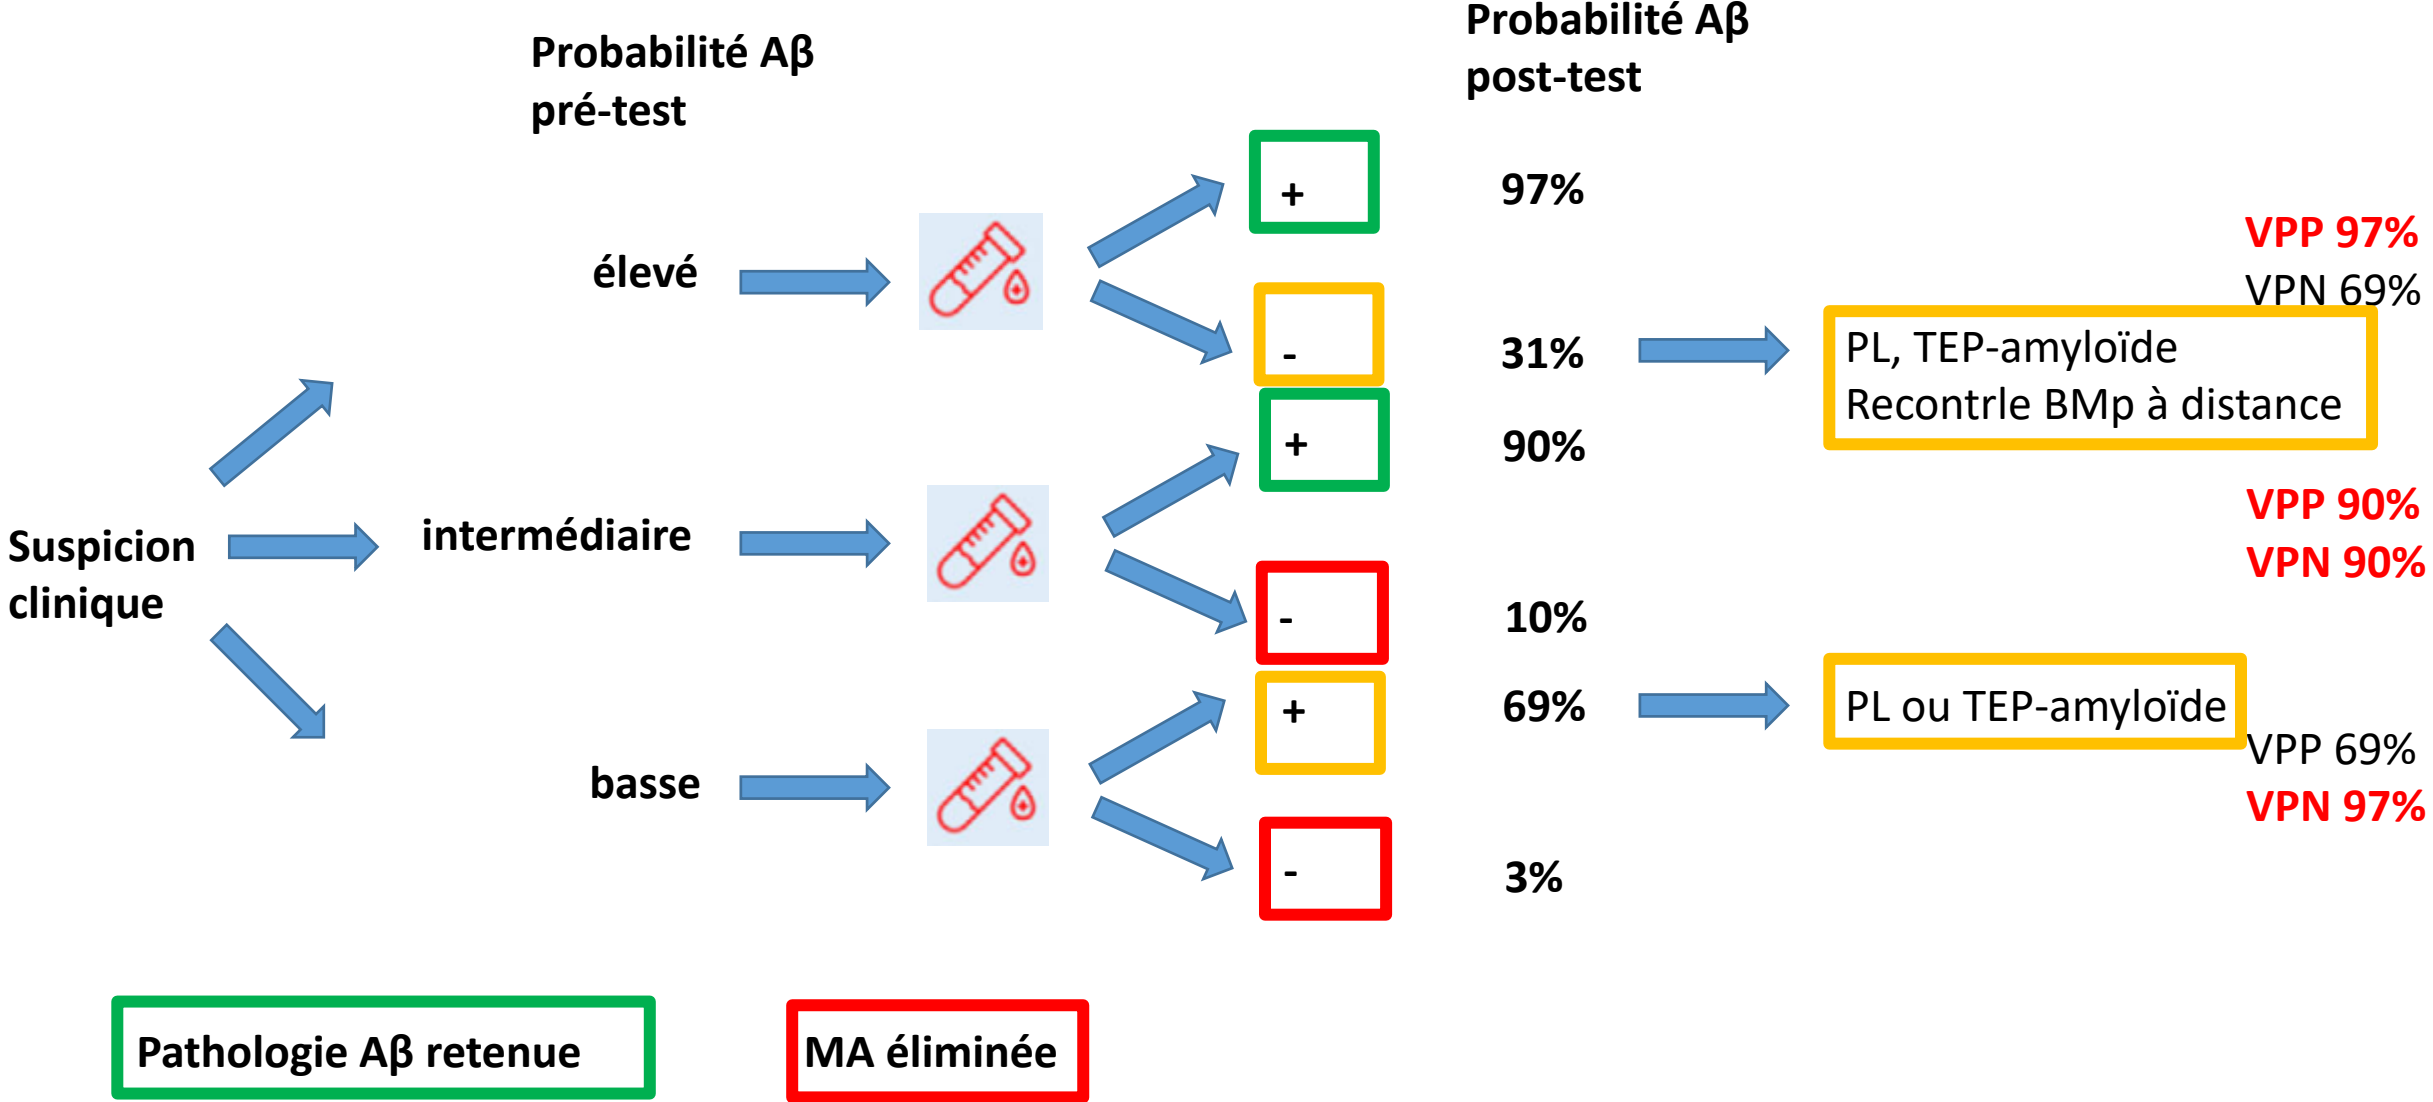 Probabilité Aβ
pré-test
Probabilité Aβ
post-test
+
97%
VPP 97%
VPN 69%
élevé
-
31%
PL, TEP-amyloïde
Recontrle BMp à distance
+
90%
VPP 90%
VPN 90%
Suspicion
clinique
intermédiaire
-
10%
+
69%
PL ou TEP-amyloïde
VPP 69%
VPN 97%
basse
-
3%
Pathologie Aβ retenue
MA éliminée